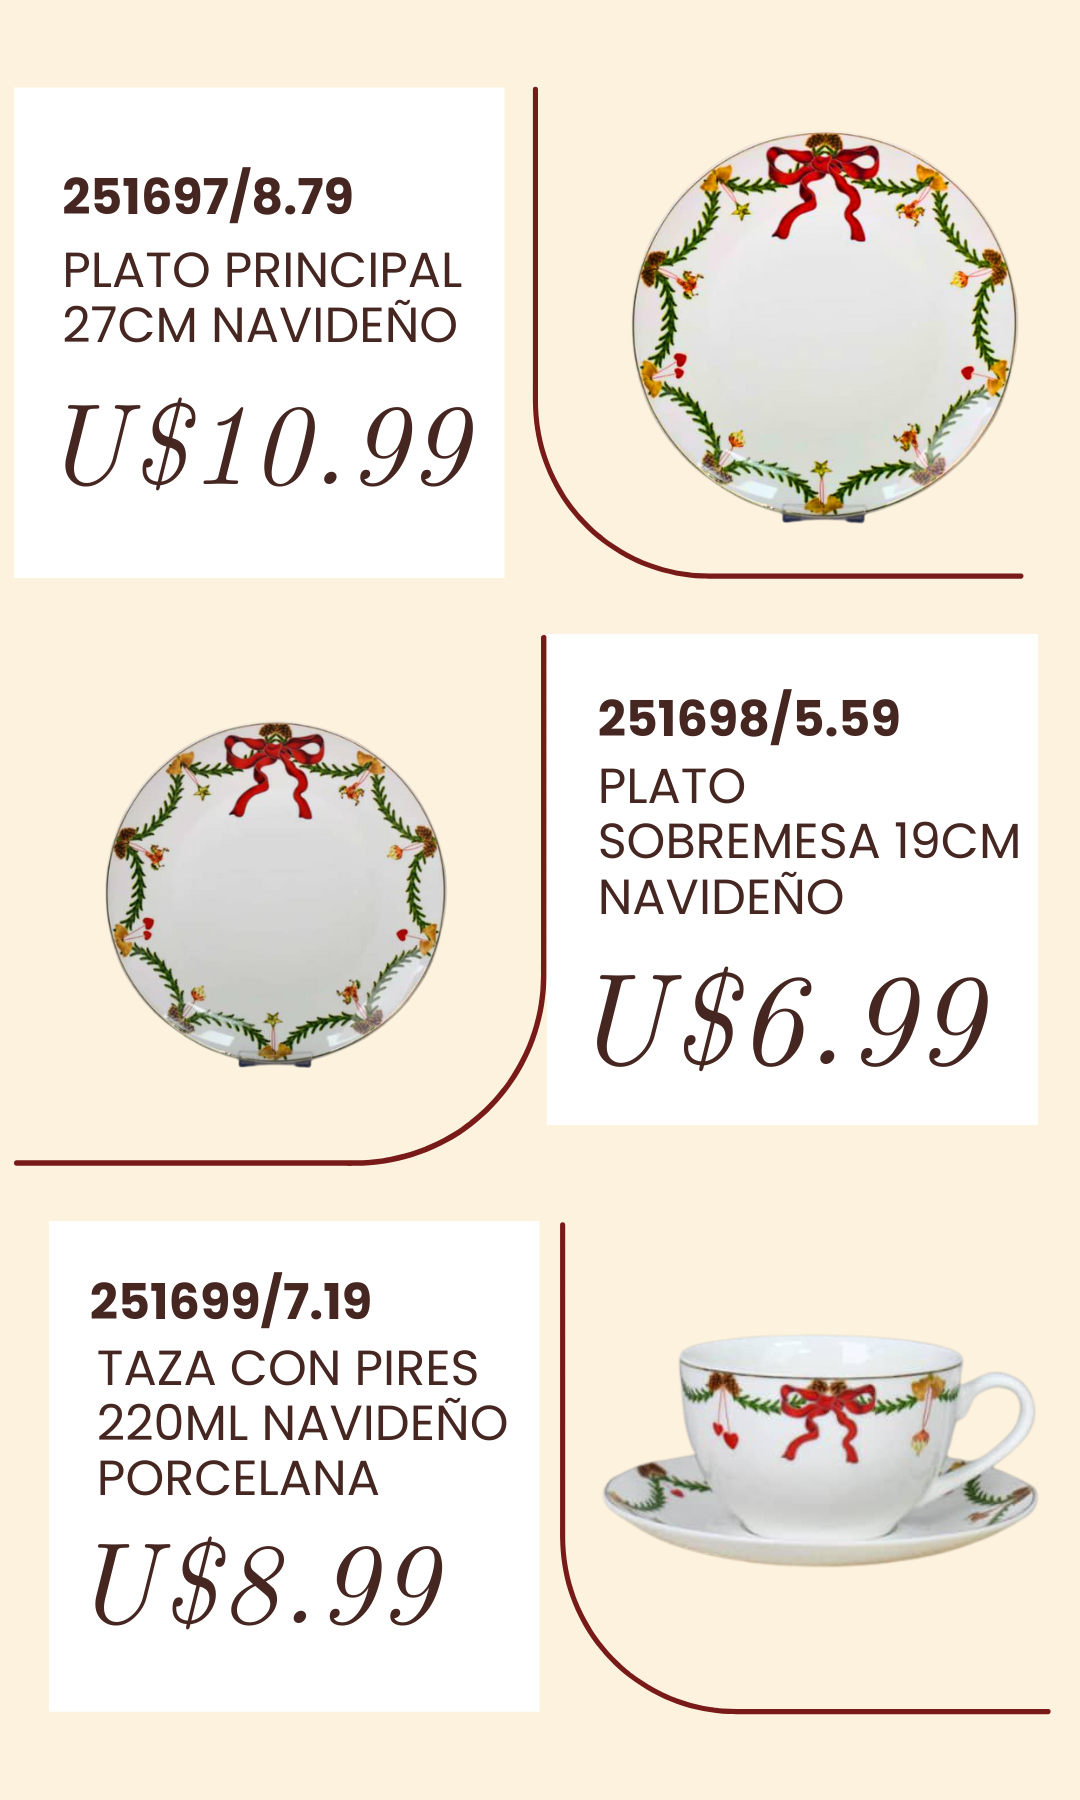 251697/8.79
PLATO PRINCIPAL
27CM NAVIDEÑO
U$10.99
251698/5.59
PLATO
SOBREMESA 19CM
NAVIDEÑO
U$6.99
251699/7.19
TAZA CON PIRES
220ML NAVIDEÑO
PORCELANA
U$8.99